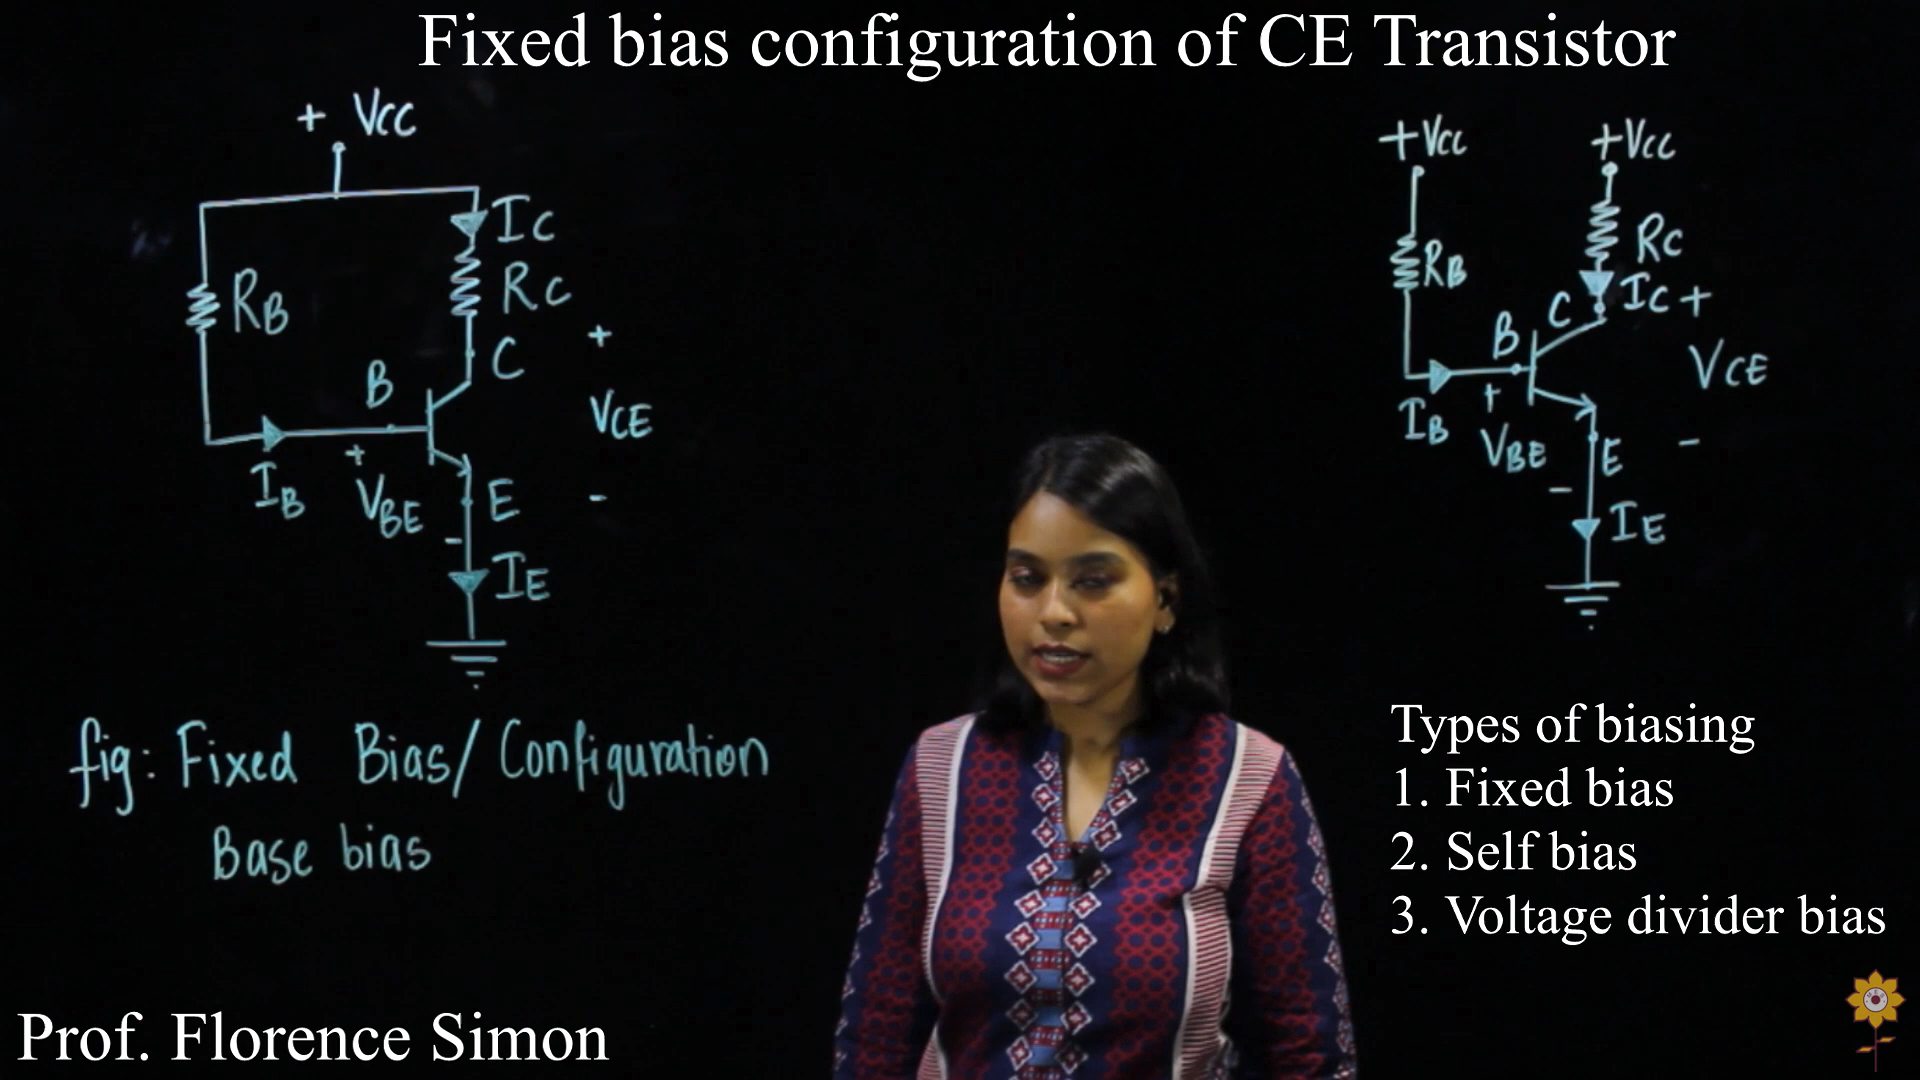 Fixed bias configuration of CE Transistor
+ VCC
IC
RC
RB
C
+
B
VCE
+
IB
VBE
E
-
-
IE
fig: Fixed Bias/ Configuration
Base bias
+VCC
+VCC
RC
RB
IC +
C
B
VCE
+
IB
VBE
E
-
-
IE
Types of biasing
1. Fixed bias
2. Self bias
3. Voltage divider bias
Prof. Florence Simon